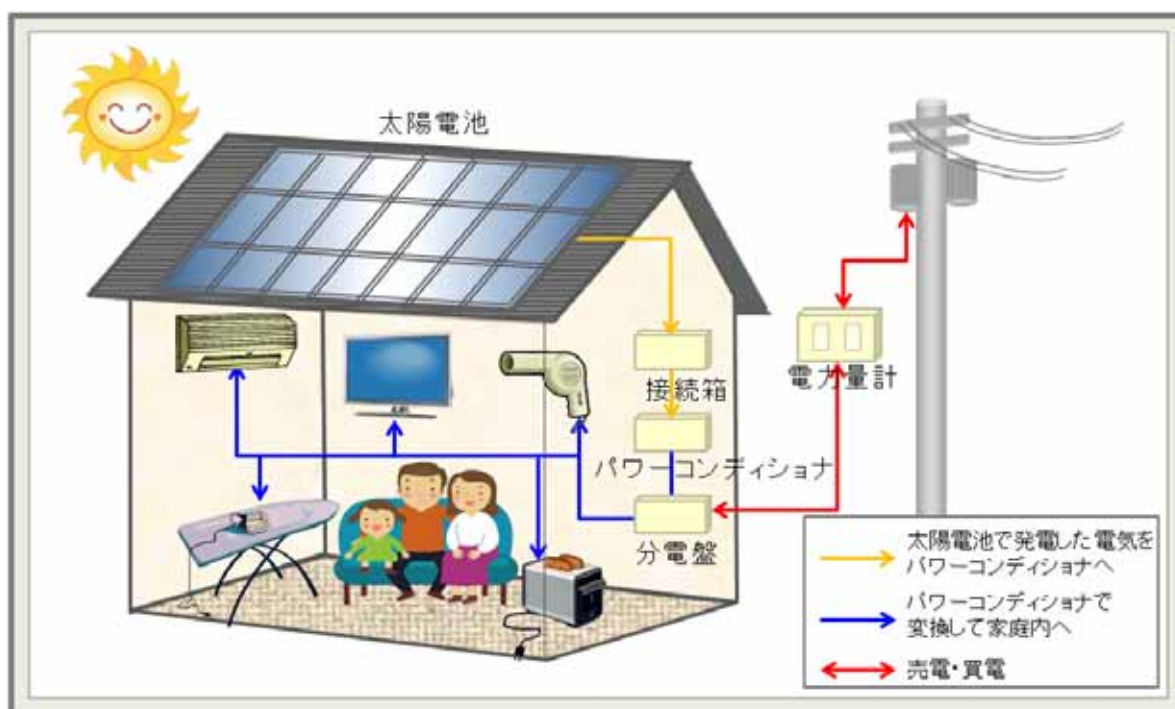 太陽電池
接続箱
電力量計
パワーコンディショナ
分電盤
太陽電池で発電した電気を
パワーコンディショナへ
パワーコンディショナで
変換して家庭内へ
売電・買電